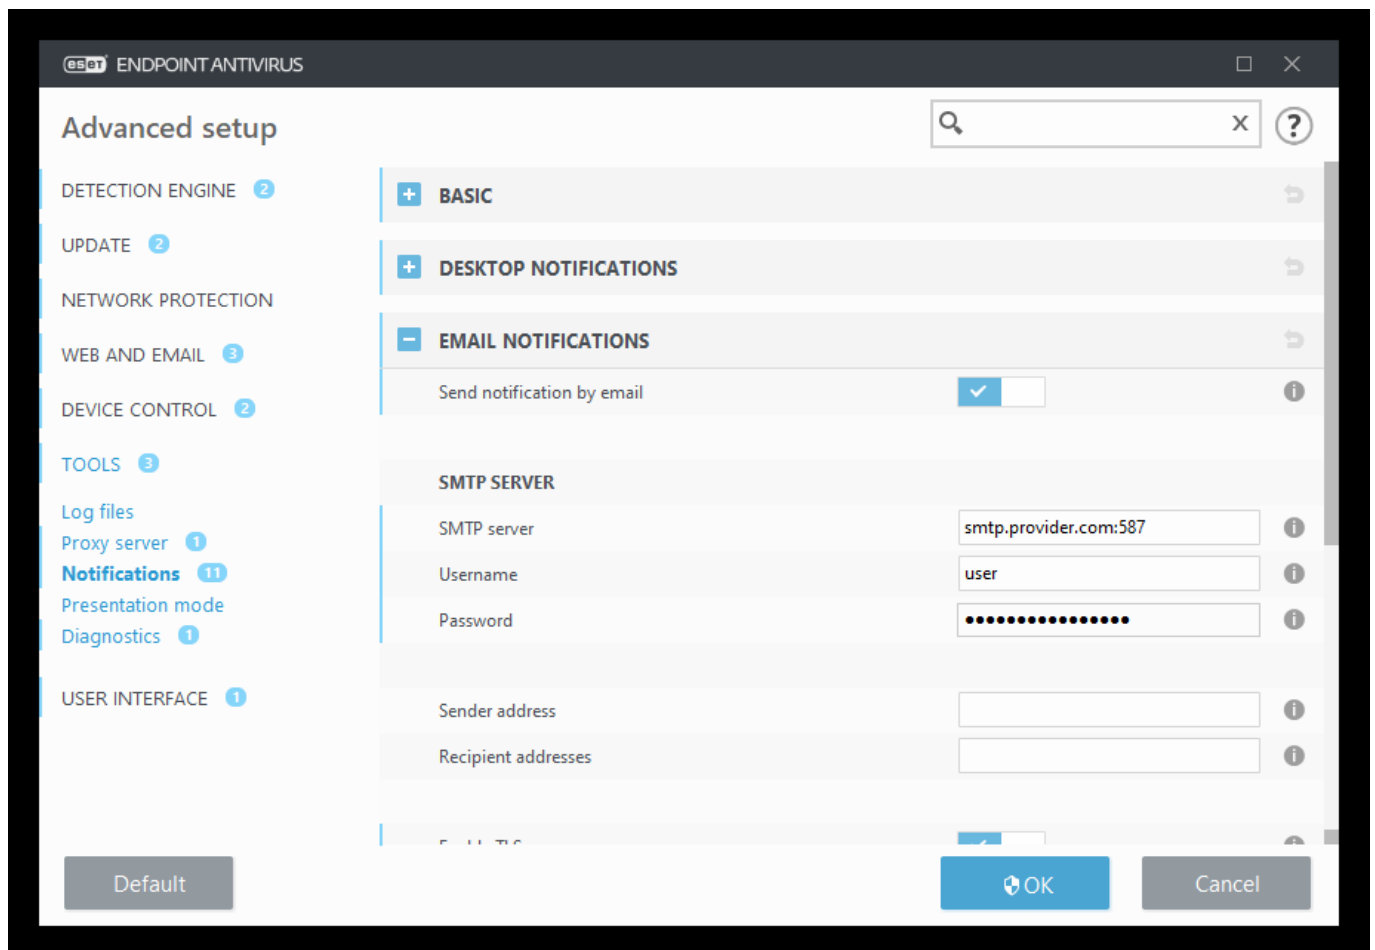 eset ENDPOINT ANTIVIRUS
Advanced setup
X
?
DETECTION ENGINE 2
UPDATE 2
NETWORK PROTECTION
WEB AND EMAIL 3
DEVICE CONTROL 2
TOOLS 3
Log files
Proxy server 1
Notifications 11
Presentation mode
Diagnostics 1
USER INTERFACE 1
BASIC
DESKTOP NOTIFICATIONS
EMAIL NOTIFICATIONS
Send notification by email
SMTP SERVER
SMTP server smtp.provider.com:587
Username user
Password ••••••••••••••••
Sender address
Recipient addresses
Default
OK
Cancel